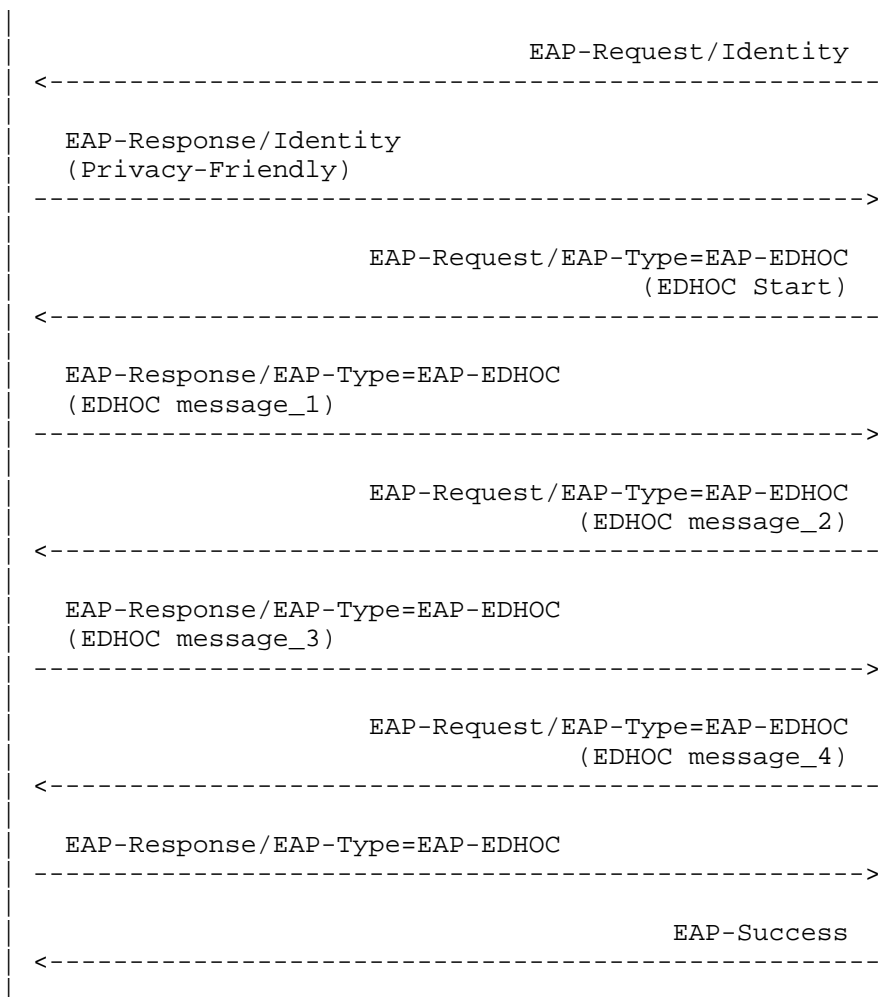 EAP-Request/Identity
EAP-Response/Identity
(Privacy-Friendly)
EAP-Request/EAP-Type=EAP-EDHOC
(EDHOC Start)
EAP-Response/EAP-Type=EAP-EDHOC
(EDHOC message_1)
EAP-Request/EAP-Type=EAP-EDHOC
(EDHOC message_2)
EAP-Response/EAP-Type=EAP-EDHOC
(EDHOC message_3)
EAP-Request/EAP-Type=EAP-EDHOC
(EDHOC message_4)
EAP-Response/EAP-Type=EAP-EDHOC
EAP-Success